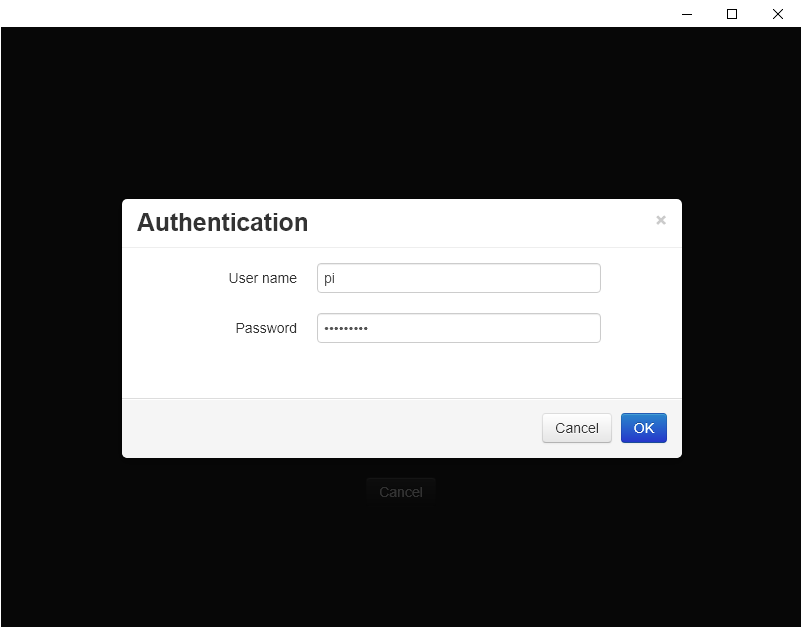 Authentication ×
User name pi
Password •••••••••
Cancel OK
Cancel